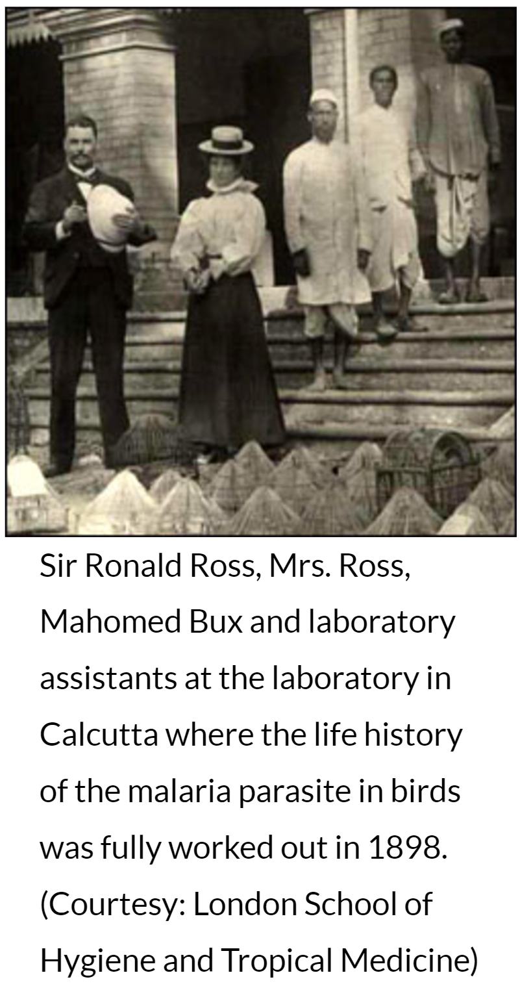 Sir Ronald Ross, Mrs. Ross,
Mahomed Bux and laboratory
assistants at the laboratory in
Calcutta where the life history
of the malaria parasite in birds
was fully worked out in 1898.
(Courtesy: London School of
Hygiene and Tropical Medicine)